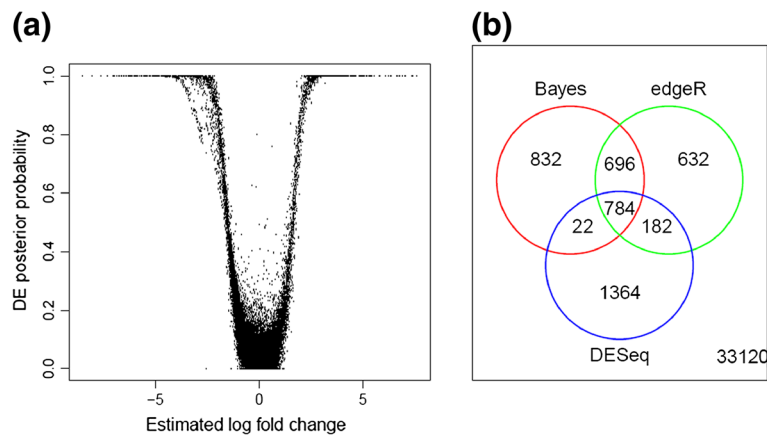 (a)
DE posterior probability
1.0
0.8
0.6
0.4
0.2
0.0
−5 0 5
Estimated log fold change
(b)
Bayes edgeR
832 696 632
784
22 182
1364
DESeq
33120